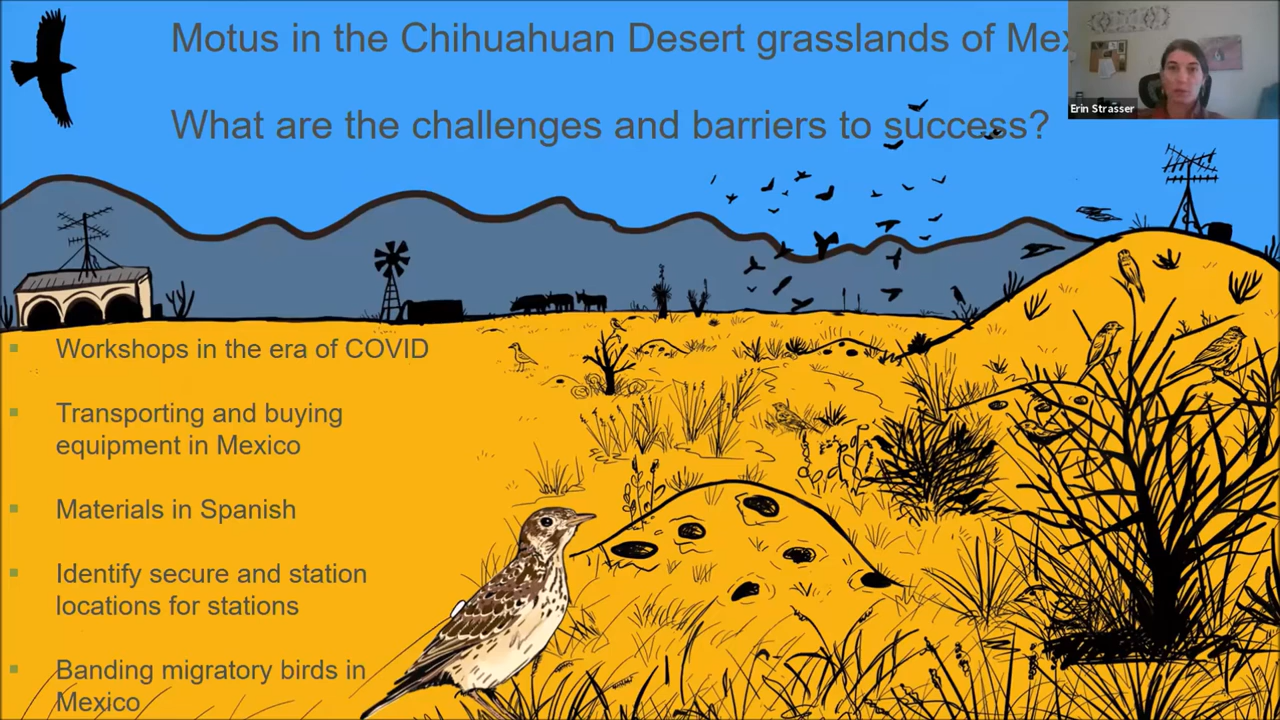 Motus in the Chihuahuan Desert grasslands of Mex
What are the challenges and barriers to success?
Erin Strasser
Workshops in the era of COVID
Transporting and buying
equipment in Mexico
Materials in Spanish
Identify secure and station
locations for stations
Banding migratory birds in
Mexico